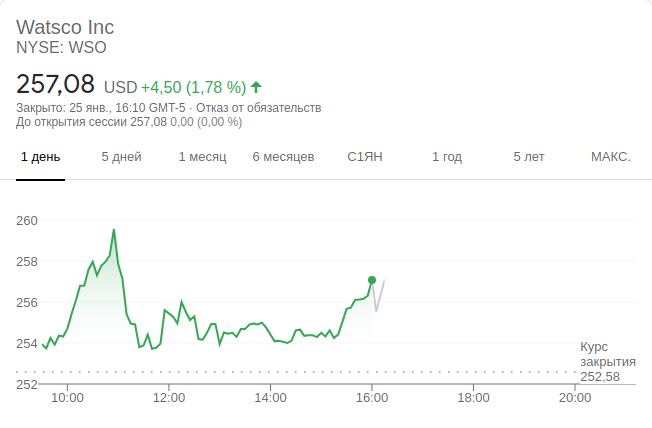 Watsco Inc
NYSE: WSO
257,08 USD +4,50 (1,78 %)
Закрыто: 25 янв., 16:10 GMT-5 · Отказ от обязательств
До открытия сессии 257,08 0,00 (0,00 %)
1 день 5 дней 1 месяц 6 месяцев С1ЯН 1 год 5 лет МАКС.
260
258
256
254
Курс
закрытия
252,58
252
10:00 12:00 14:00 16:00 18:00 20:00